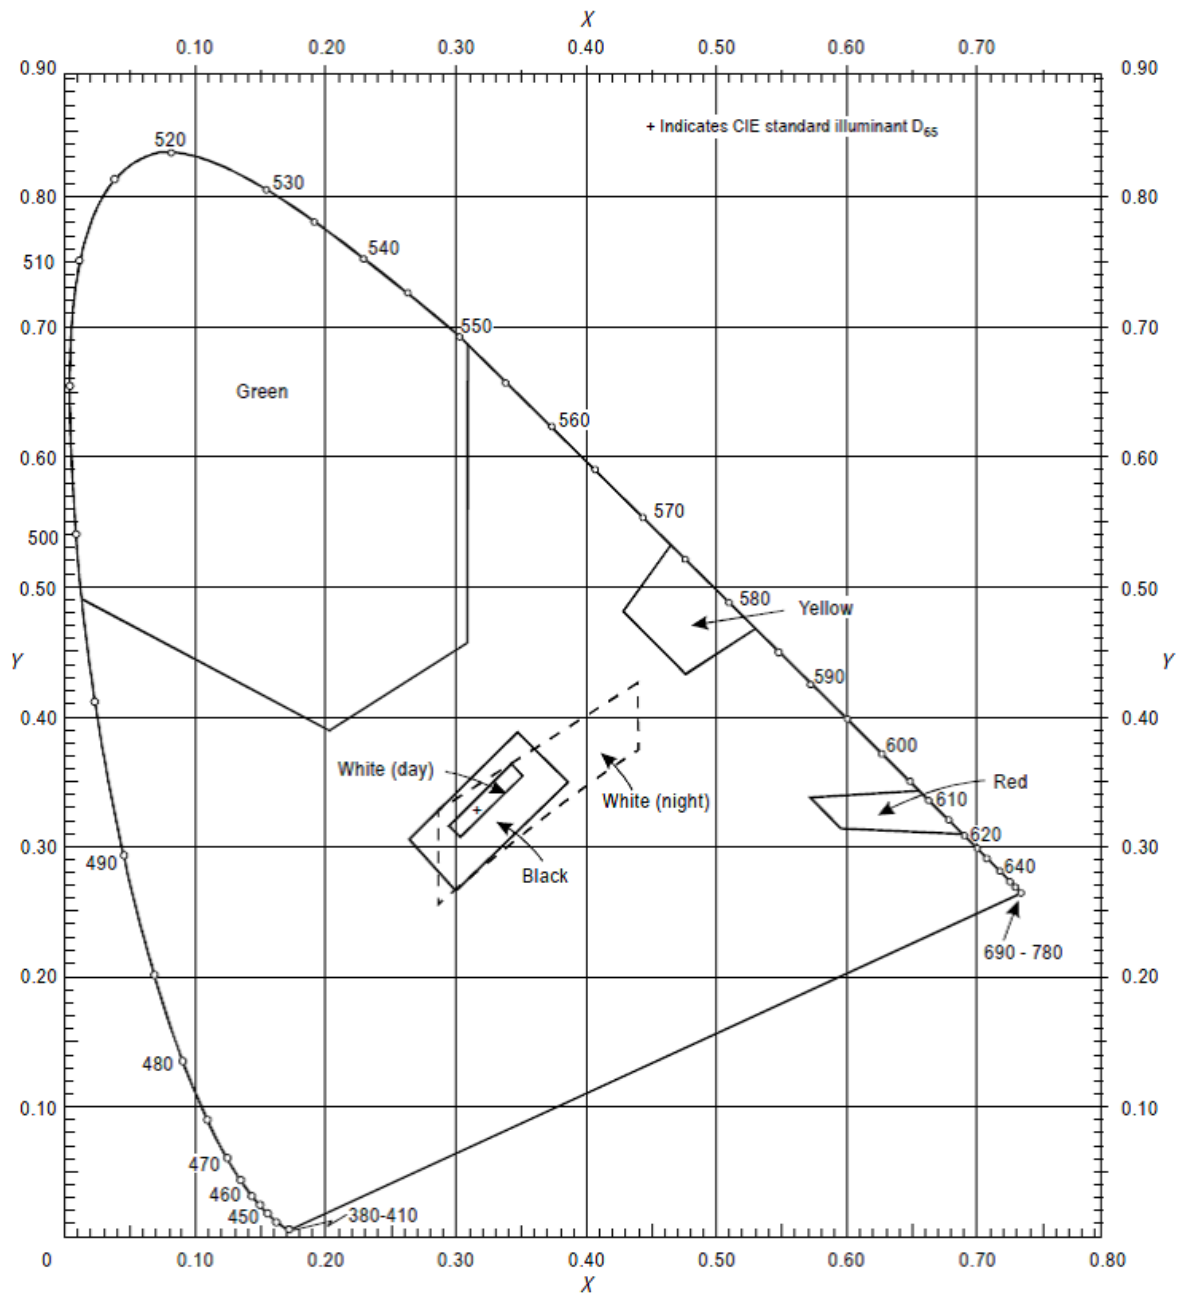 X
0.10 0.20 0.30 0.40 0.50 0.60 0.70
0.90 0.90
+ Indicates CIE standard illuminant D65
520
530
0.80 0.80
540
510
0.70 550 0.70
Green
560
0.60 0.60
570
500
0.50 0.50
580
Yellow
Y Y
590
0.40 0.40
600
White (day)
Red
White (night)
610
620
0.30 0.30
490
640
Black
690 - 780
0.20 0.20
480
0.10 0.10
470
460
450 380-410
0 0.10 0.20 0.30 0.40 0.50 0.60 0.70 0.80
X